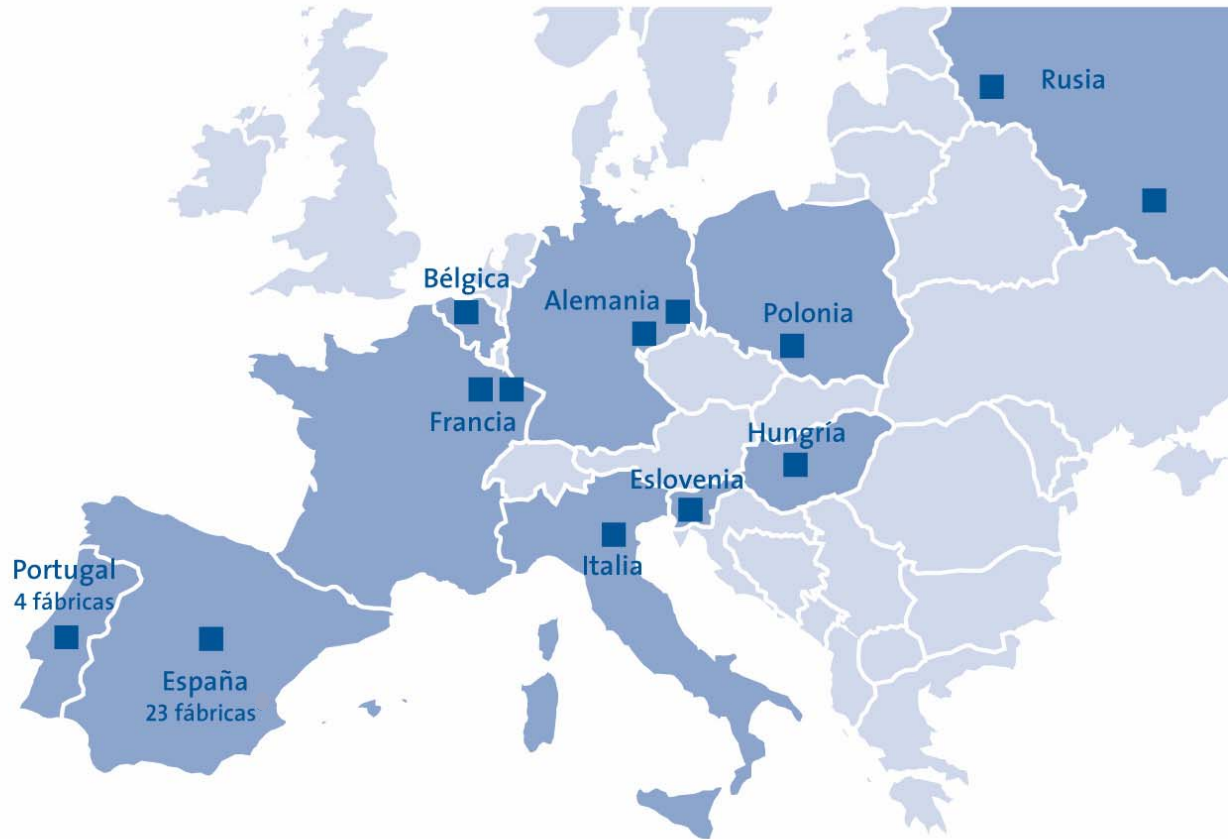 Rusia
Bélgica
Alemania
Polonia
Francia
Hungría
Eslovenia
Italia
Portugal
4 fábricas
España
23 fábricas